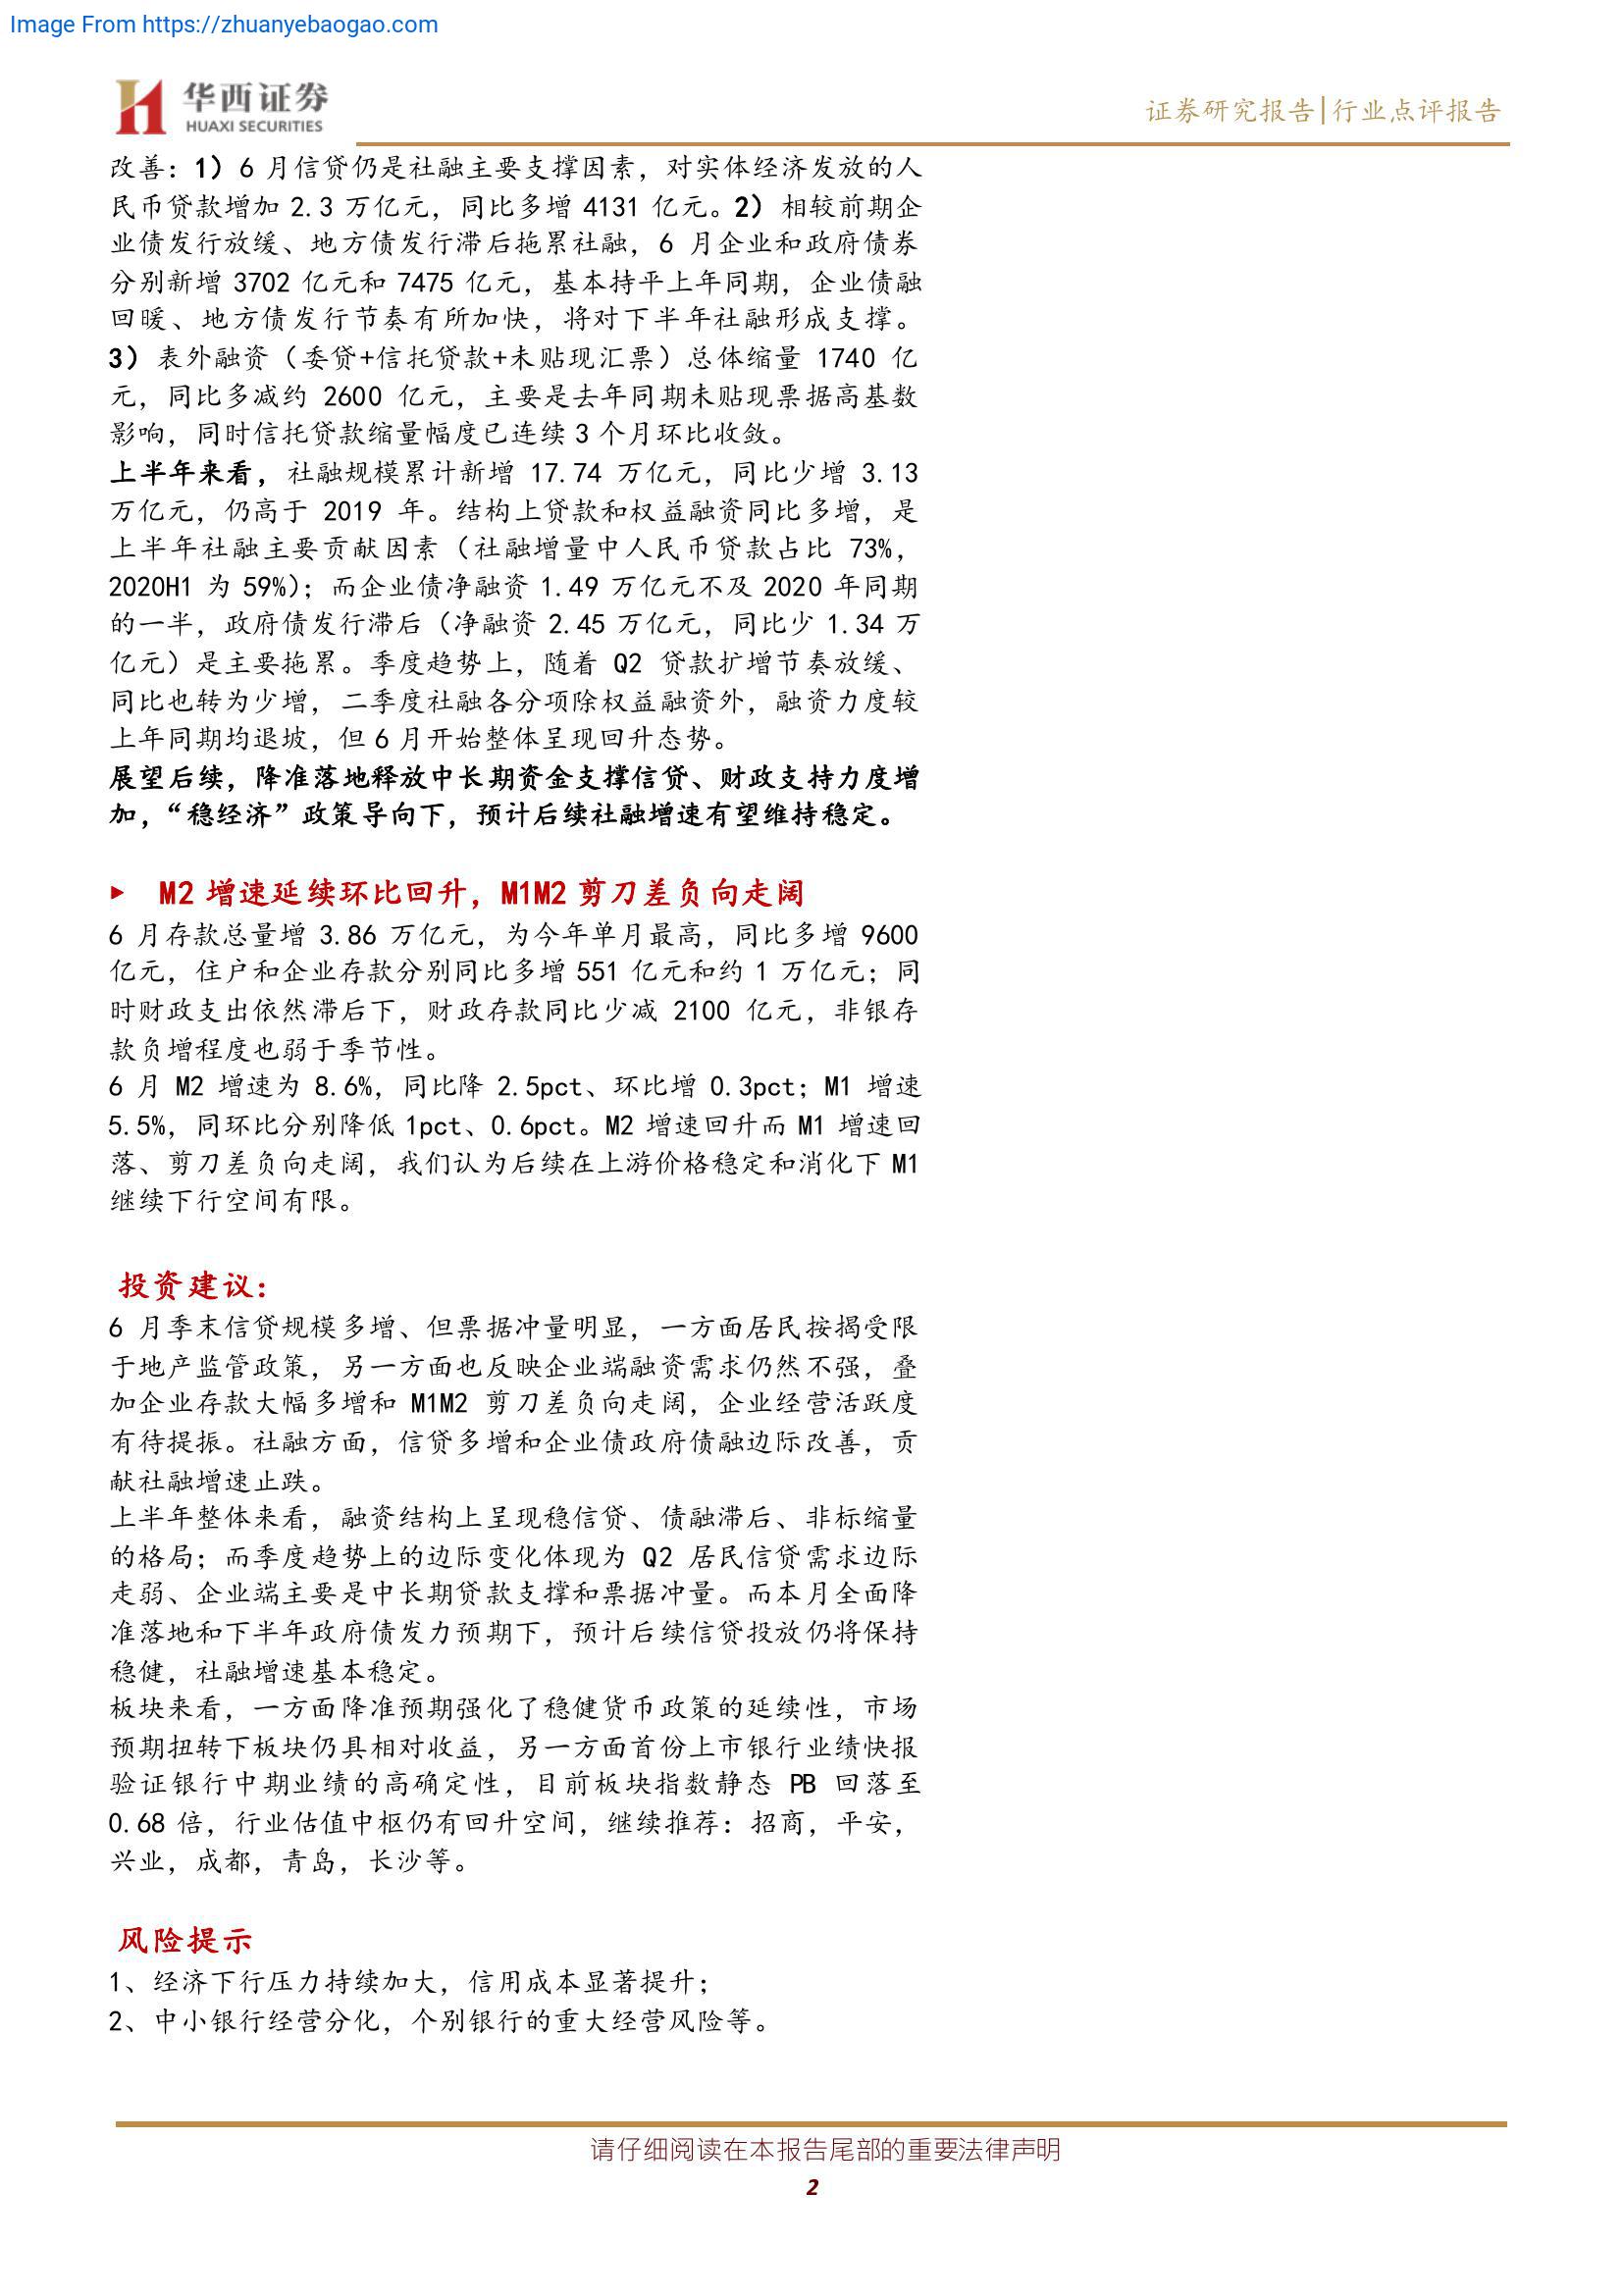 Image From https://zhuanyebaogao.com
华西证券
HUAXI SECURITIES
证券研究报告|行业点评报告
改善：1）6 月信贷仍是社融主要支撑因素，对实体经济发放的人
民币贷款增加 2.3 万亿元，同比多增 4131 亿元。2）相较前期企
业债发行放缓、地方债发行滞后拖累社融，6 月企业和政府债券
分别新增 3702 亿元和 7475 亿元，基本持平上年同期，企业债融
回暖、地方债发行节奏有所加快，将对下半年社融形成支撑。
3）表外融资（委贷+信托贷款+未贴现汇票）总体缩量 1740 亿
元，同比多减约 2600 亿元，主要是去年同期未贴现票据高基数
影响，同时信托贷款缩量幅度已连续 3 个月环比收敛。
上半年来看，社融规模累计新增 17.74 万亿元，同比少增 3.13
万亿元，仍高于 2019 年。结构上贷款和权益融资同比多增，是
上半年社融主要贡献因素（社融增量中人民币贷款占比 73%，
2020H1 为 59%）；而企业债净融资 1.49 万亿元不及 2020 年同期
的一半，政府债发行滞后（净融资 2.45 万亿元，同比少 1.34 万
亿元）是主要拖累。季度趋势上，随着 Q2 贷款扩增节奏放缓、
同比也转为少增，二季度社融各分项除权益融资外，融资力度较
上年同期均退坡，但 6 月开始整体呈现回升态势。
展望后续，降准落地释放中长期资金支撑信贷、财政支持力度增
加，“稳经济”政策导向下，预计后续社融增速有望维持稳定。
▶ M2 增速延续环比回升，M1M2 剪刀差负向走阔
6 月存款总量增 3.86 万亿元，为今年单月最高，同比多增 9600
亿元，住户和企业存款分别同比多增 551 亿元和约 1 万亿元；同
时财政支出依然滞后下，财政存款同比少减 2100 亿元，非银存
款负增程度也弱于季节性。
6 月 M2 增速为 8.6%，同比降 2.5pct、环比增 0.3pct；M1 增速
5.5%，同环比分别降低 1pct、0.6pct。M2 增速回升而 M1 增速回
落、剪刀差负向走阔，我们认为后续在上游价格稳定和消化下 M1
继续下行空间有限。
投资建议：
6 月季末信贷规模多增、但票据冲量明显，一方面居民按揭受限
于地产监管政策，另一方面也反映企业端融资需求仍然不强，叠
加企业存款大幅多增和 M1M2 剪刀差负向走阔，企业经营活跃度
有待提振。社融方面，信贷多增和企业债政府债融边际改善，贡
献社融增速止跌。
上半年整体来看，融资结构上呈现稳信贷、债融滞后、非标缩量
的格局；而季度趋势上的边际变化体现为 Q2 居民信贷需求边际
走弱、企业端主要是中长期贷款支撑和票据冲量。而本月全面降
准落地和下半年政府债发力预期下，预计后续信贷投放仍将保持
稳健，社融增速基本稳定。
板块来看，一方面降准预期强化了稳健货币政策的延续性，市场
预期扭转下板块仍具相对收益，另一方面首份上市银行业绩快报
验证银行中期业绩的高确定性，目前板块指数静态 PB 回落至
0.68 倍，行业估值中枢仍有回升空间，继续推荐：招商，平安，
兴业，成都，青岛，长沙等。
风险提示
1、经济下行压力持续加大，信用成本显著提升；
2、中小银行经营分化，个别银行的重大经营风险等。
请仔细阅读在本报告尾部的重要法律声明
2